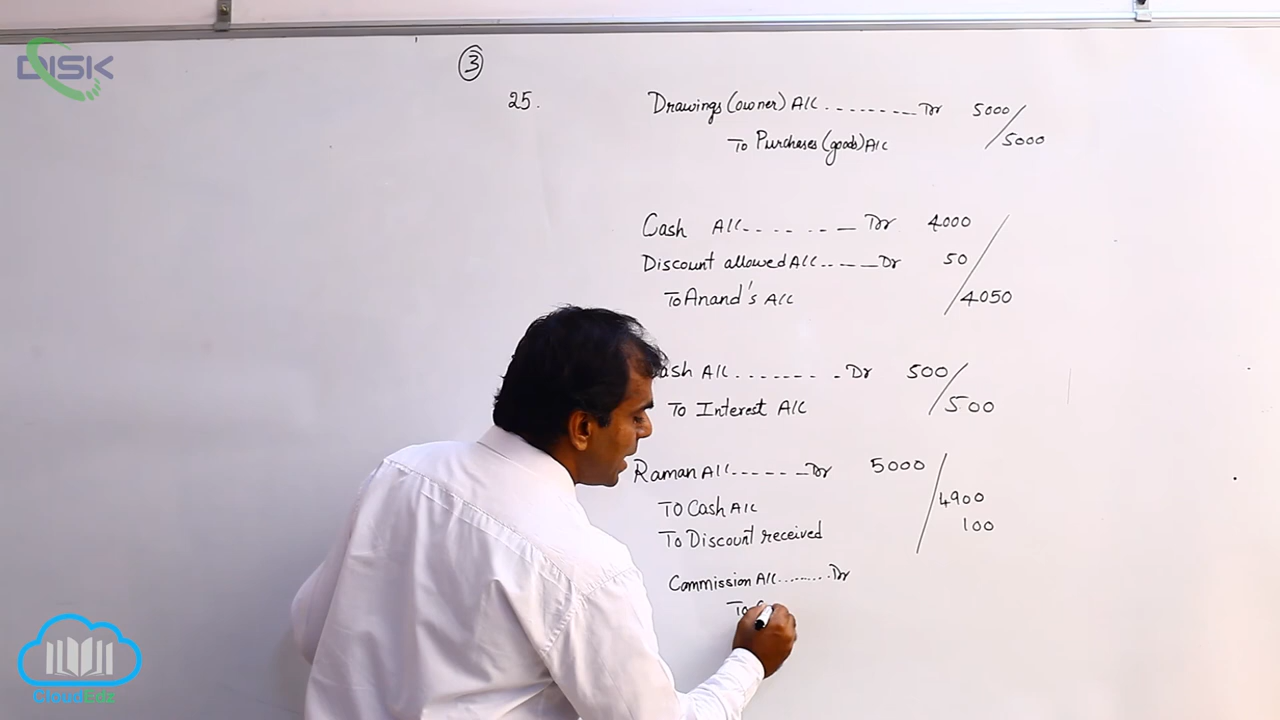 DISK
3
25.
Drawings (owner) A/C ......... Dr 5000
To Purchases (goods) A/C 5000
Cash A/C ......... Dr 4000
Discount allowed A/C ......... Dr 50
To Anand's A/C 4050
ash A/C ......... Dr 500
To Interest A/C 500
Raman A/C ......... Dr 5000
To Cash A/C 4900
To Discount received 100
Commission A/C ......... Dr
To
CloudEdz